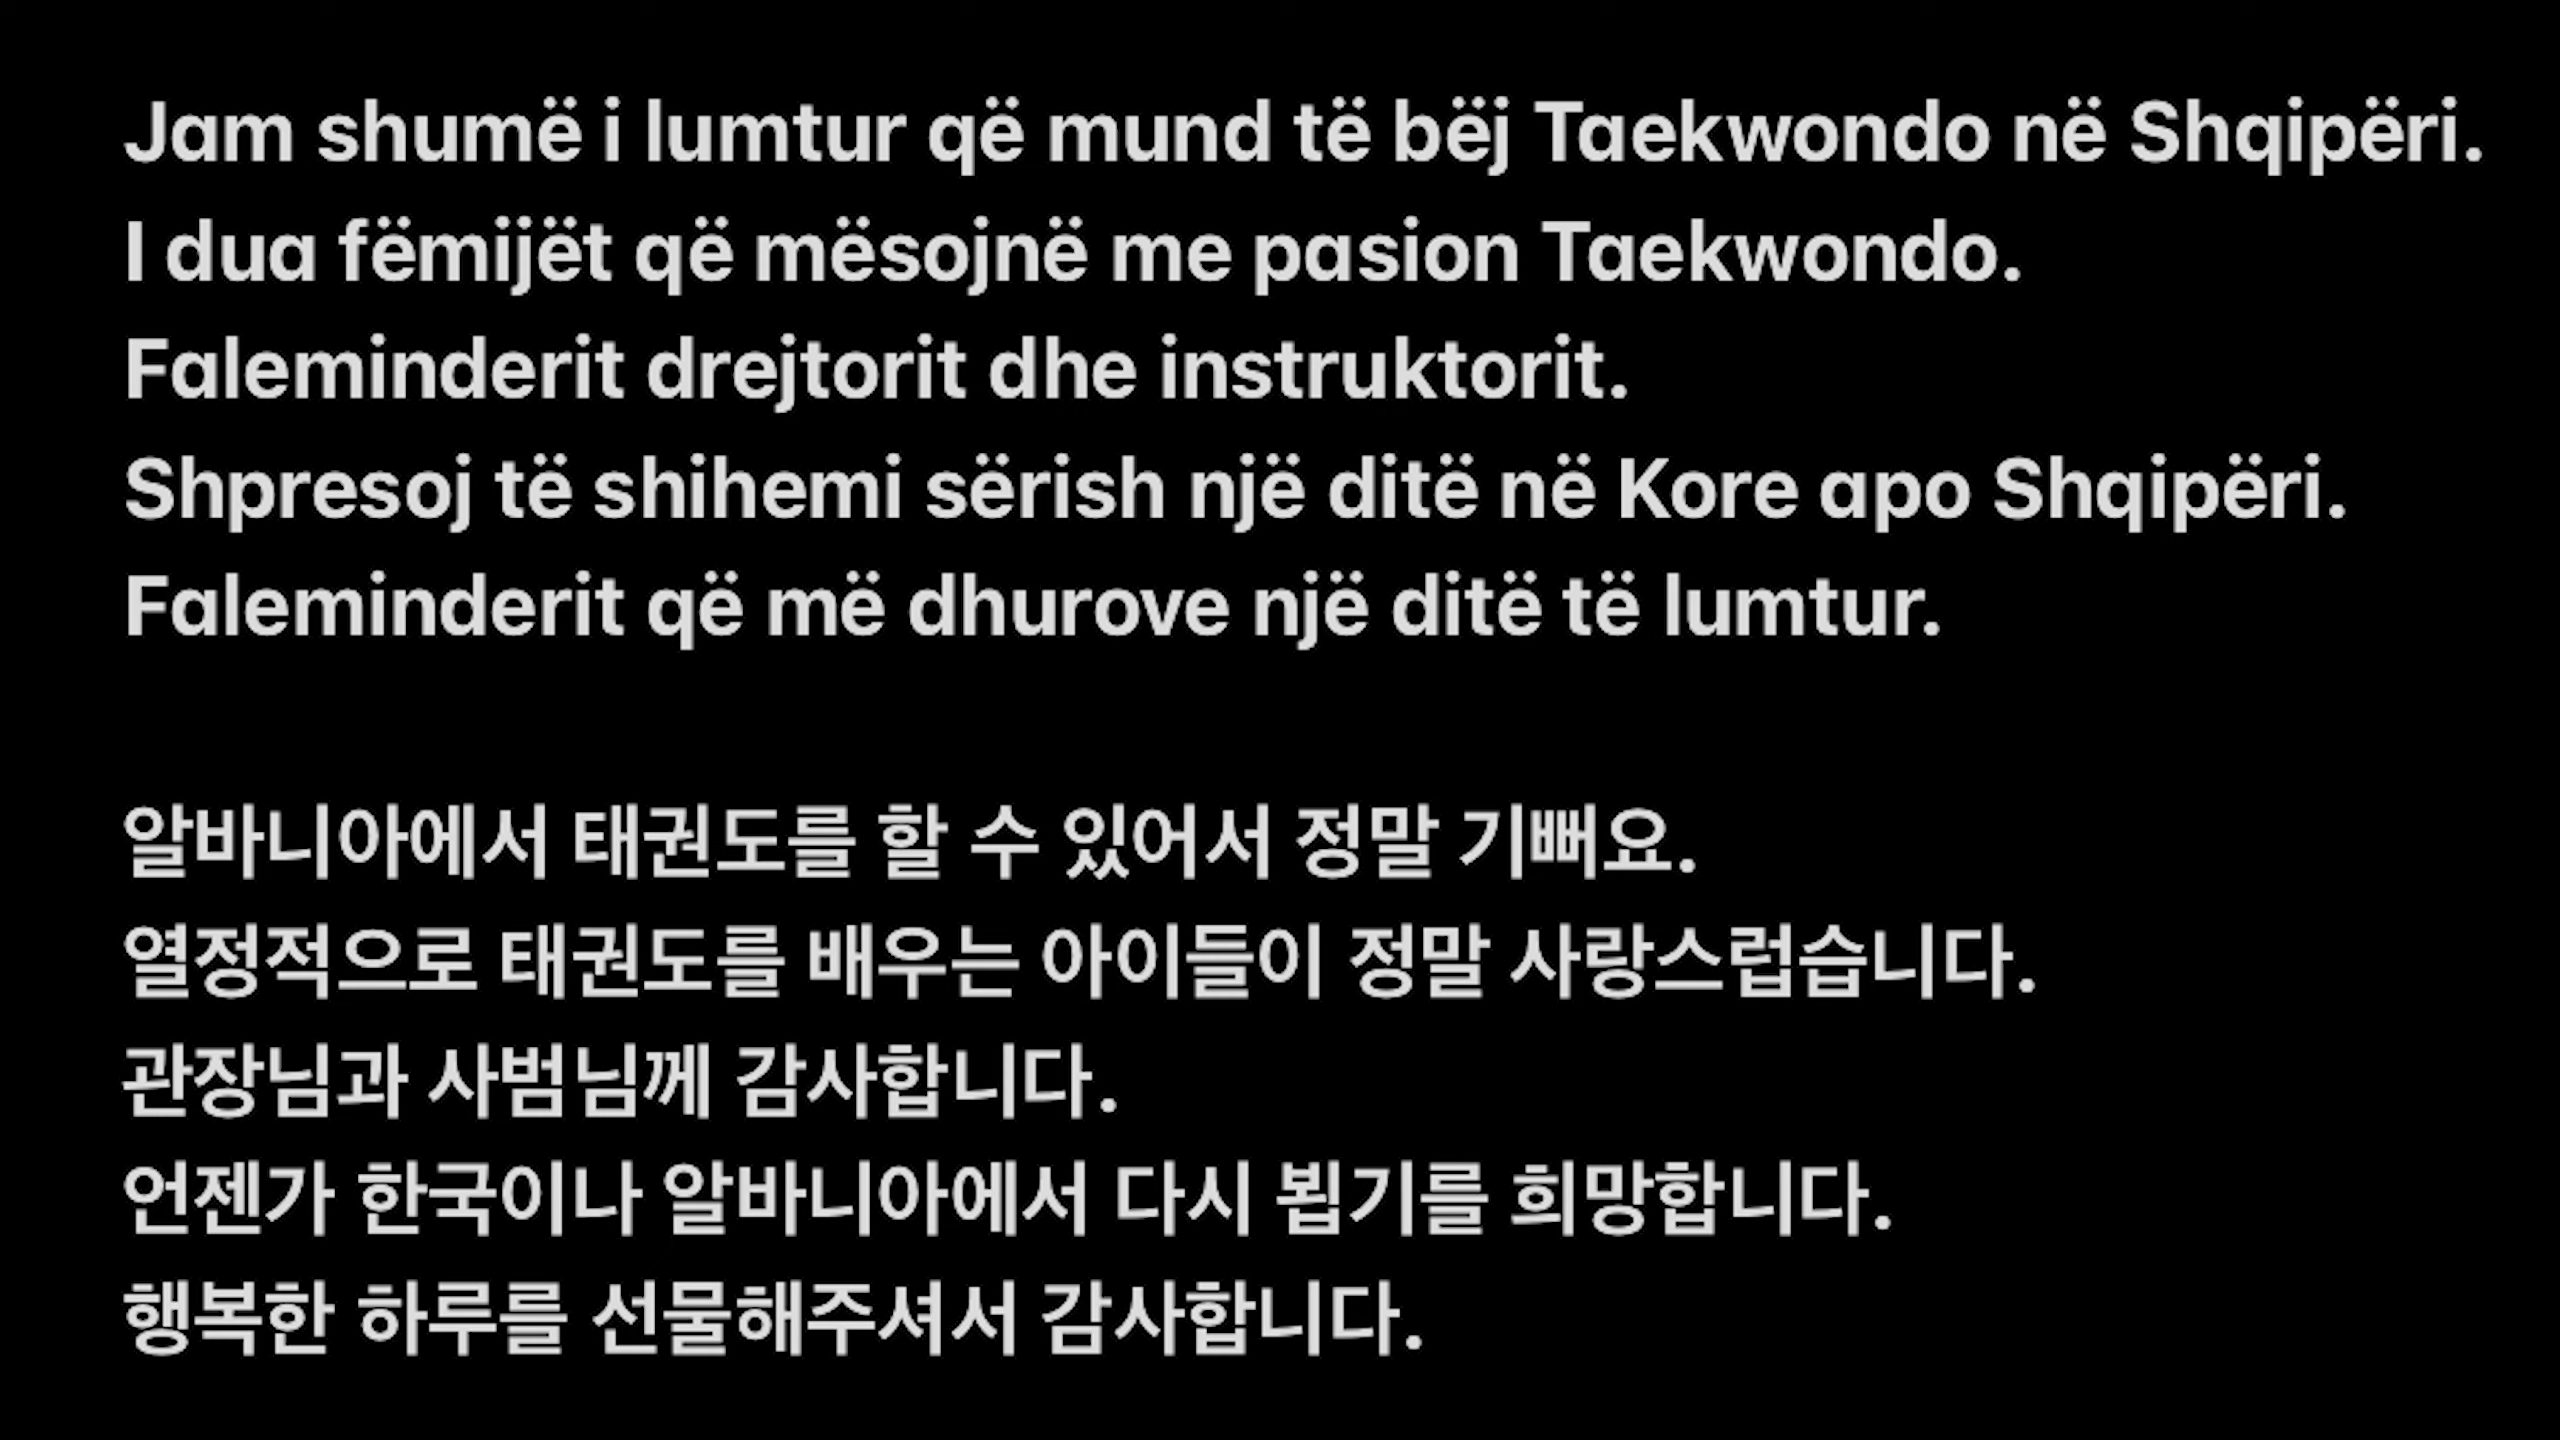 Jam shumë i lumtur që mund të bëj Taekwondo në Shqipëri.
I dua fëmijët që mësojnë me pasion Taekwondo.
Faleminderit drejtorit dhe instruktorit.
Shpresoj të shihemi sërish një ditë në Kore apo Shqipëri.
Faleminderit që më dhurove një ditë të lumtur.
알바니아에서 태권도를 할 수 있어서 정말 기뻐요.
열정적으로 태권도를 배우는 아이들이 정말 사랑스럽습니다.
관장님과 사범님께 감사합니다.
언젠가 한국이나 알바니아에서 다시 뵙기를 희망합니다.
행복한 하루를 선물해주셔서 감사합니다.